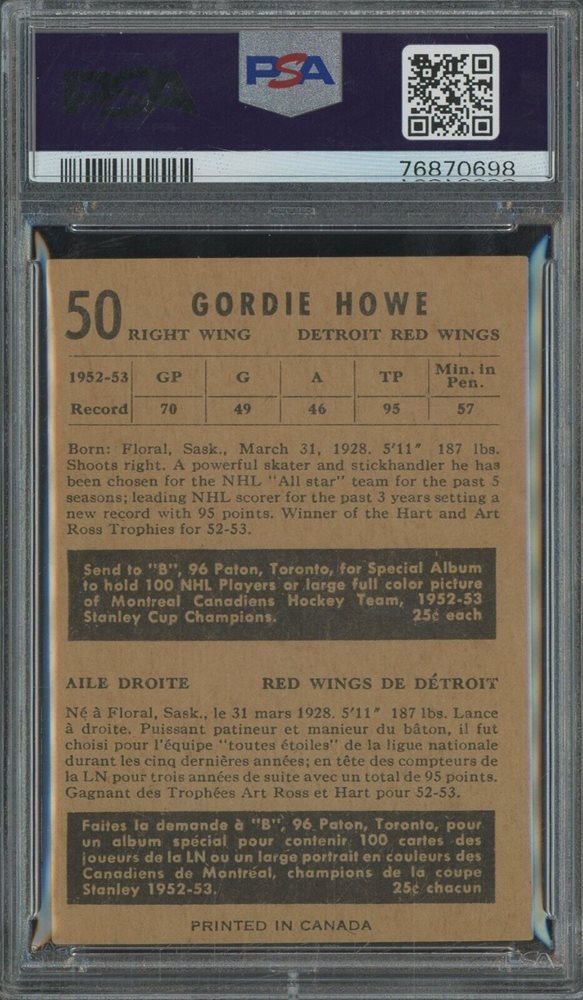 PSA
PSA
76870698
50
GORDIE HOWE
RIGHT WING DETROIT RED WINGS
1952-53 GP G A TP Min. in Pen.
Record 70 49 46 95 57
Born: Floral, Sask., March 31, 1928. 5'11" 187 lbs.
Shoots right. A powerful skater and stickhandler he has
been chosen for the NHL "All star" team for the past 5
seasons; leading NHL scorer for the past 3 years setting a
new record with 95 points. Winner of the Hart and Art
Ross Trophies for 52-53.
Send to "B", 96 Paton, Toronto, for Special Album
to hold 100 NHL Players or large full color picture
of Montreal Canadiens Hockey Team, 1952-53
Stanley Cup Champions. 25¢ each
AILE DROITE RED WINGS DE DÉTROIT
Né à Floral, Sask., le 31 mars 1928. 5'11" 187 lbs. Lance
à droite. Puissant patineur et manieur du bâton, il fut
choisi pour l'équipe "toutes étoiles" de la ligue nationale
durant les cinq dernières années; en tête des compteurs de
la LN pour trois années de suite avec un total de 95 points.
Gagnant des Trophées Art Ross et Hart pour 52-53.
Faites la demande à "B", 96 Paton, Toronto, pour
un album spécial pour contenir 100 cartes des
joueurs de la LN ou un large portrait en couleurs des
Canadiens de Montréal, champions de la coupe
Stanley 1952-53. 25¢ chacun
PRINTED IN CANADA